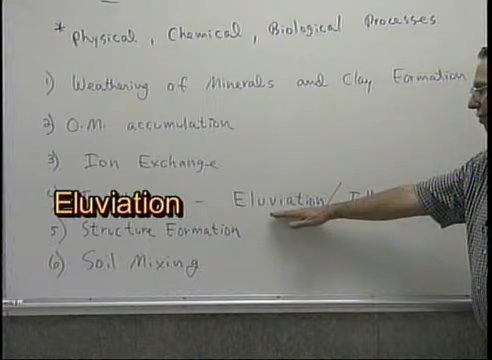 * Physical, Chemical, Biological Processes
1) Weathering of Minerals and Clay Formation
2) O.M. accumulation
3) Ion Exchange
Eluviation - Eluviation/
5) Structure Formation
6) Soil Mixing